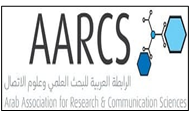 AARCS
الرابطة العربية للبحث العلمي وعلوم الاتصال
Arab Association for Research & Communication Sciences